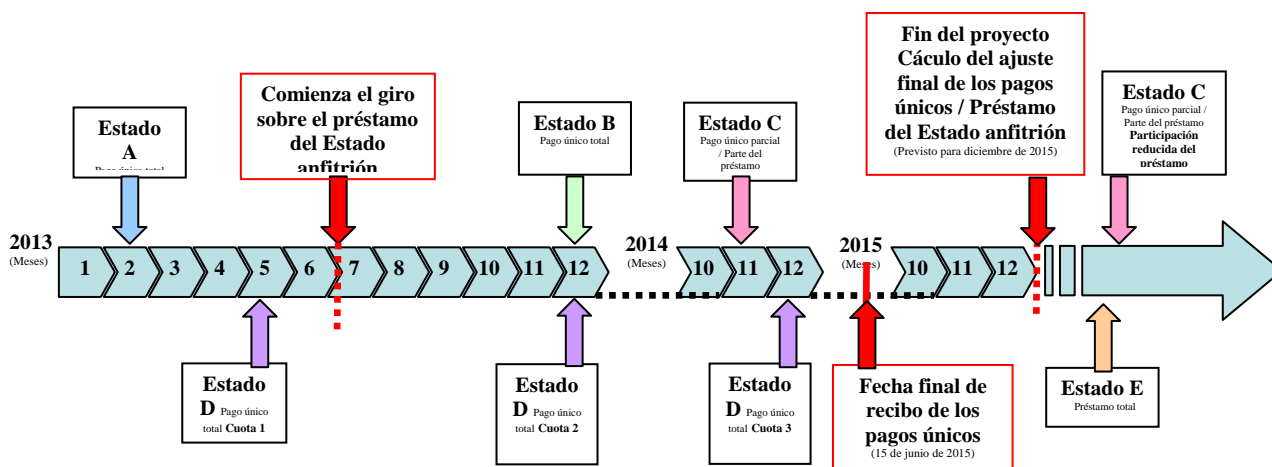 Estado
A
Pago único total
Comienza el giro
sobre el préstamo
del Estado
anfitrión
Estado B
Pago único total
Estado C
Pago único parcial
/ Parte del
préstamo
Fin del proyecto
Cáculo del ajuste
final de los pagos
únicos / Préstamo
del Estado anfitrión
(Previsto para diciembre de 2015)
Estado C
Pago único parcial /
Parte del préstamo
Participación
reducida del
préstamo
2013
(Meses)
1 2 3 4 5 6 7 8 9 10 11 12
2014
(Meses)
10 11 12
2015
(Meses)
10 11 12
Estado
D Pago único
total Cuota 1
Estado
D Pago único
total Cuota 2
Estado
D Pago único
total Cuota 3
Fecha final de
recibo de los
pagos únicos
(15 de junio de 2015)
Estado E
Préstamo total